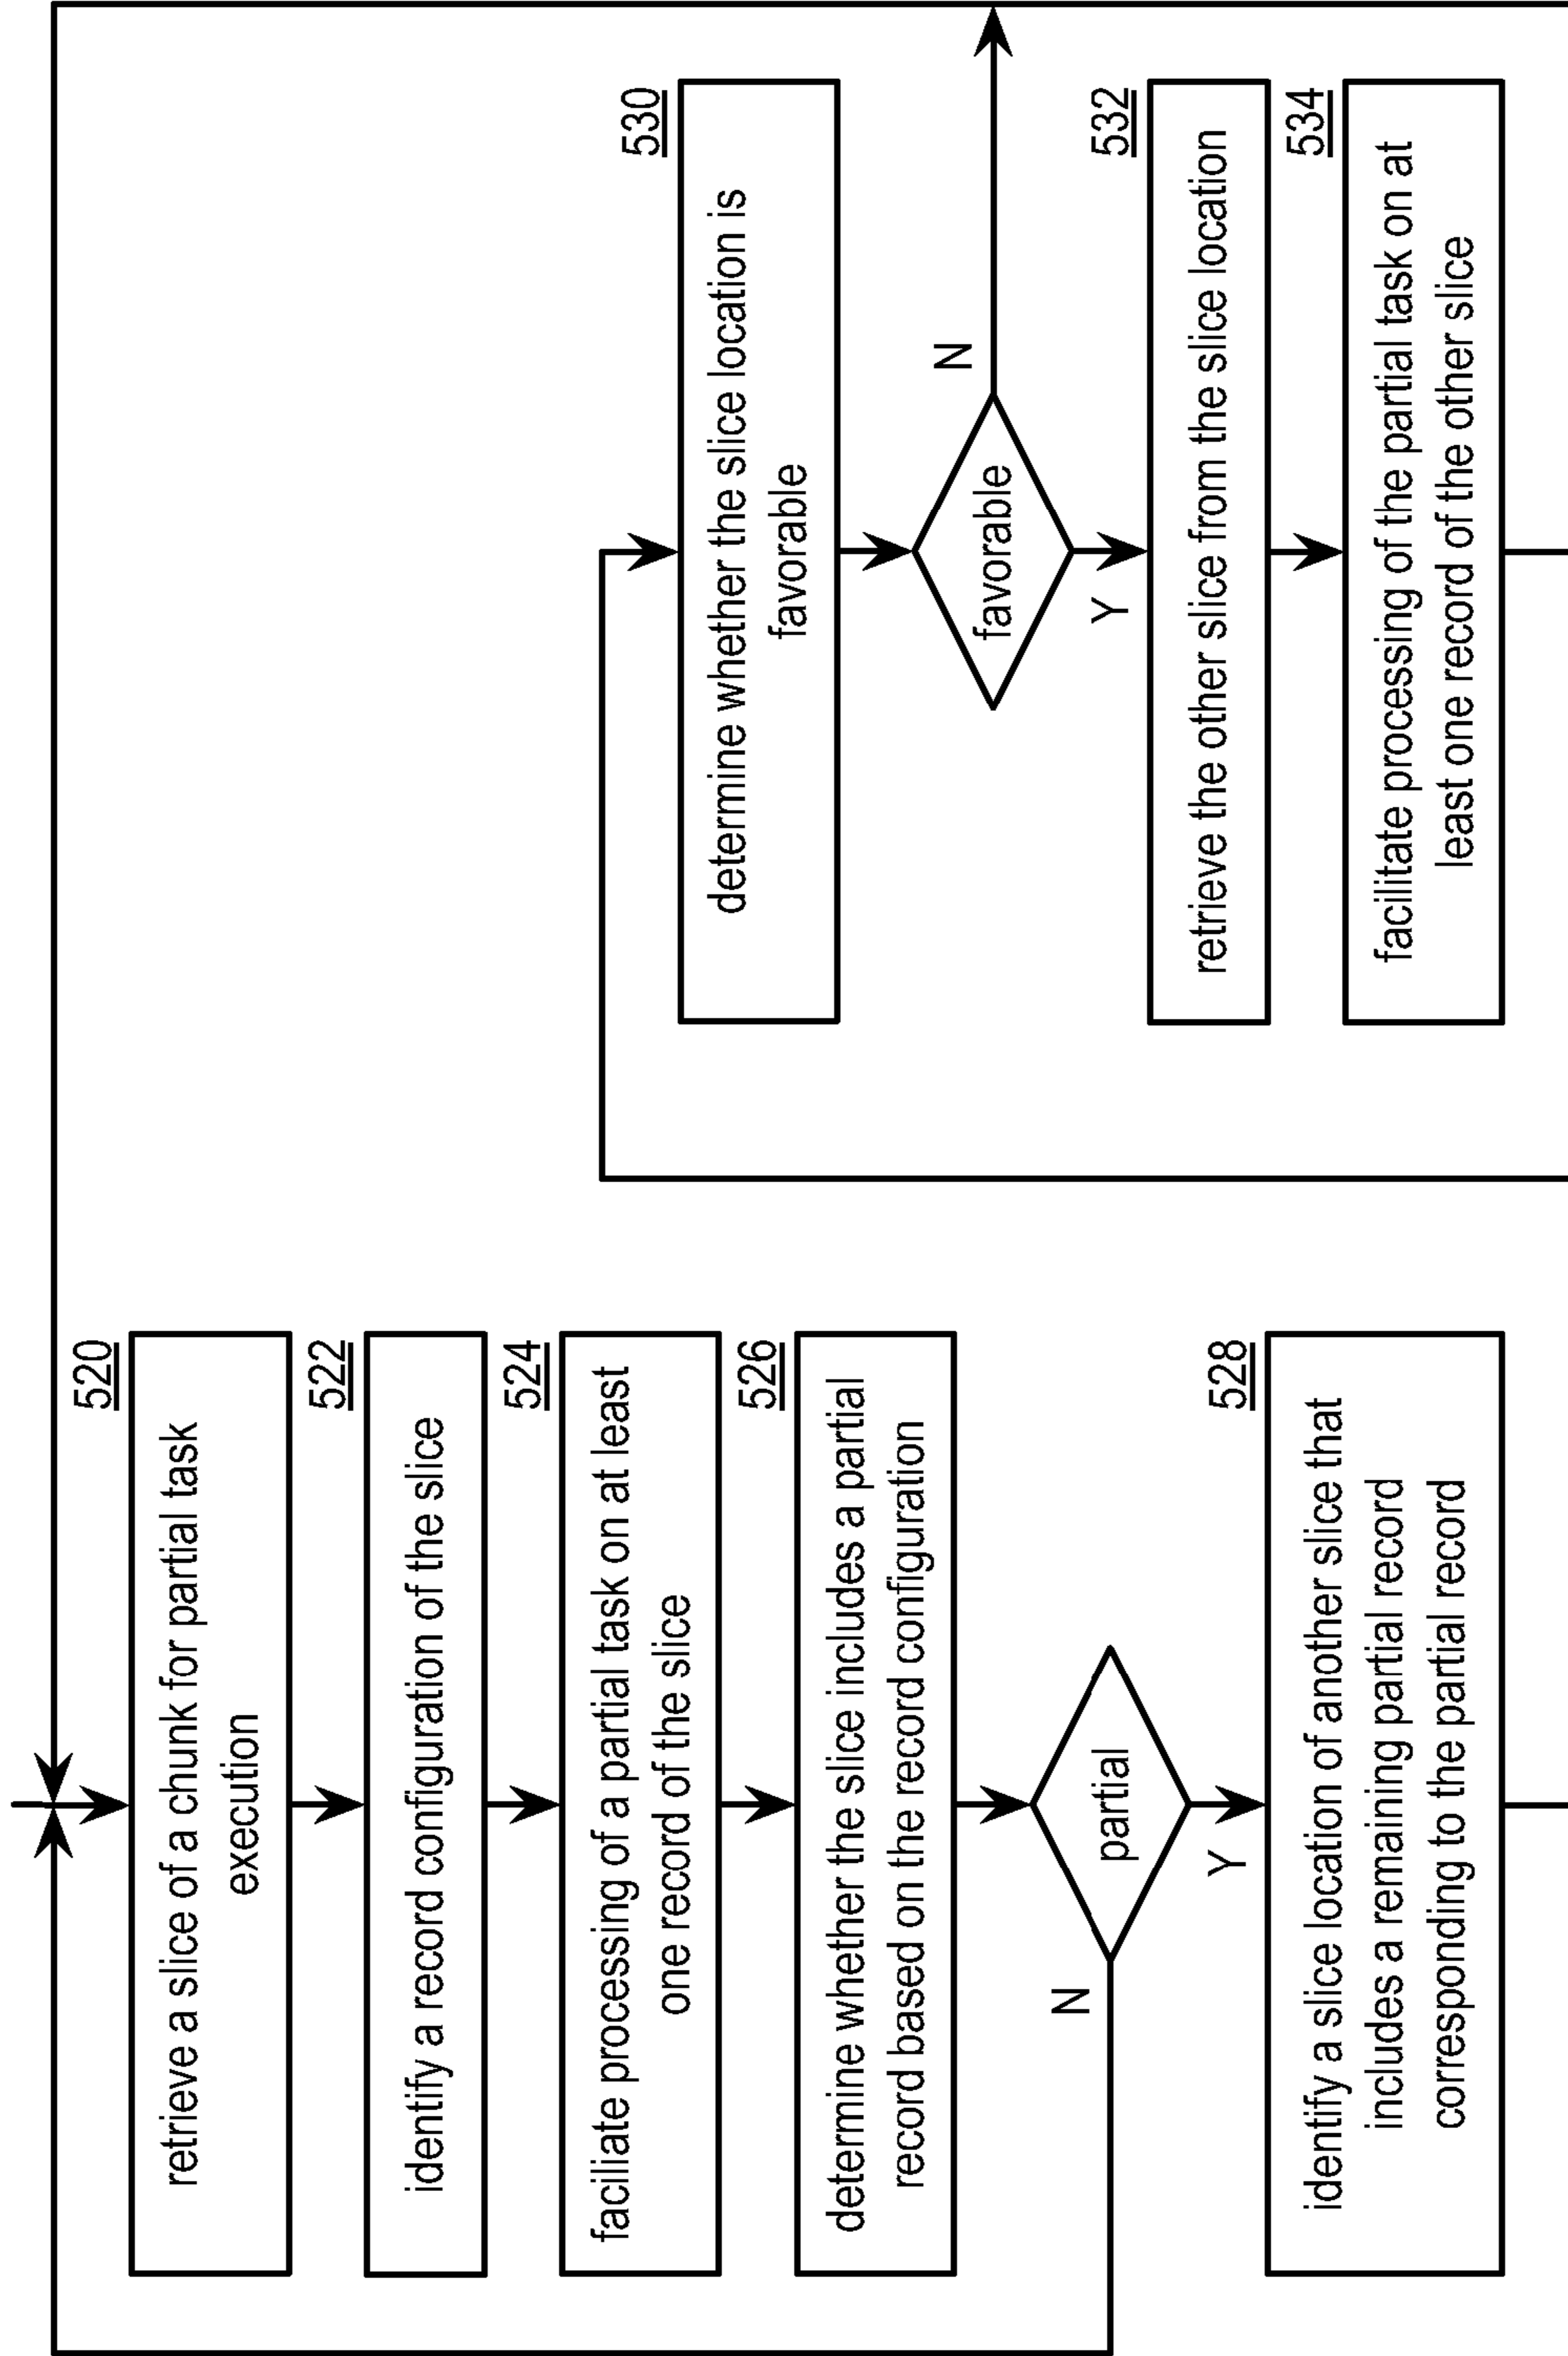 520
retrieve a slice of a chunk for partial task
execution
522
identify a record configuration of the slice
524
faciliate processing of a partial task on at least
one record of the slice
526
determine whether the slice includes a partial
record based on the record configuration
partial
N
Y
528
identify a slice location of another slice that
includes a remaining partial record
corresponding to the partial record
530
determine whether the slice location is
favorable
favorable
N
Y
532
retrieve the other slice from the slice location
534
facilitate processing of the partial task on at
least one record of the other slice